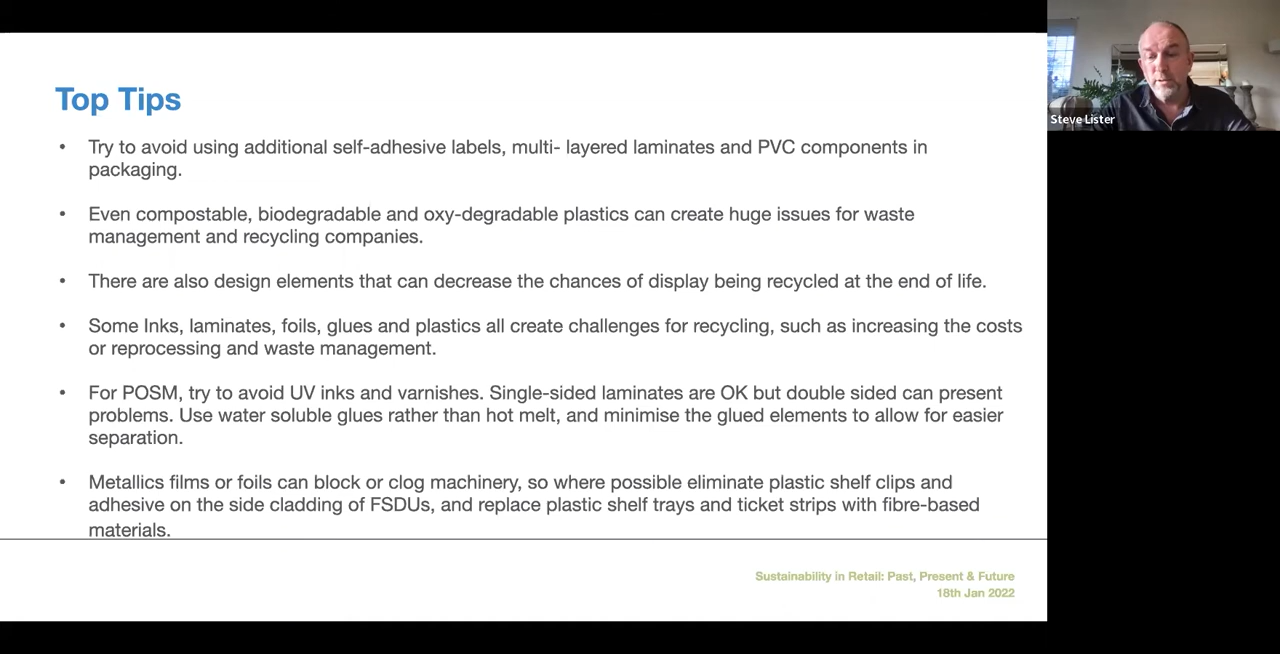 Top Tips
• Try to avoid using additional self-adhesive labels, multi- layered laminates and PVC components in
packaging.
• Even compostable, biodegradable and oxy-degradable plastics can create huge issues for waste
management and recycling companies.
• There are also design elements that can decrease the chances of display being recycled at the end of life.
• Some Inks, laminates, foils, glues and plastics all create challenges for recycling, such as increasing the costs
or reprocessing and waste management.
• For POSM, try to avoid UV inks and varnishes. Single-sided laminates are OK but double sided can present
problems. Use water soluble glues rather than hot melt, and minimise the glued elements to allow for easier
separation.
• Metallics films or foils can block or clog machinery, so where possible eliminate plastic shelf clips and
adhesive on the side cladding of FSDUs, and replace plastic shelf trays and ticket strips with fibre-based
materials.
Sustainability in Retail: Past, Present & Future
18th Jan 2022
Steve Lister